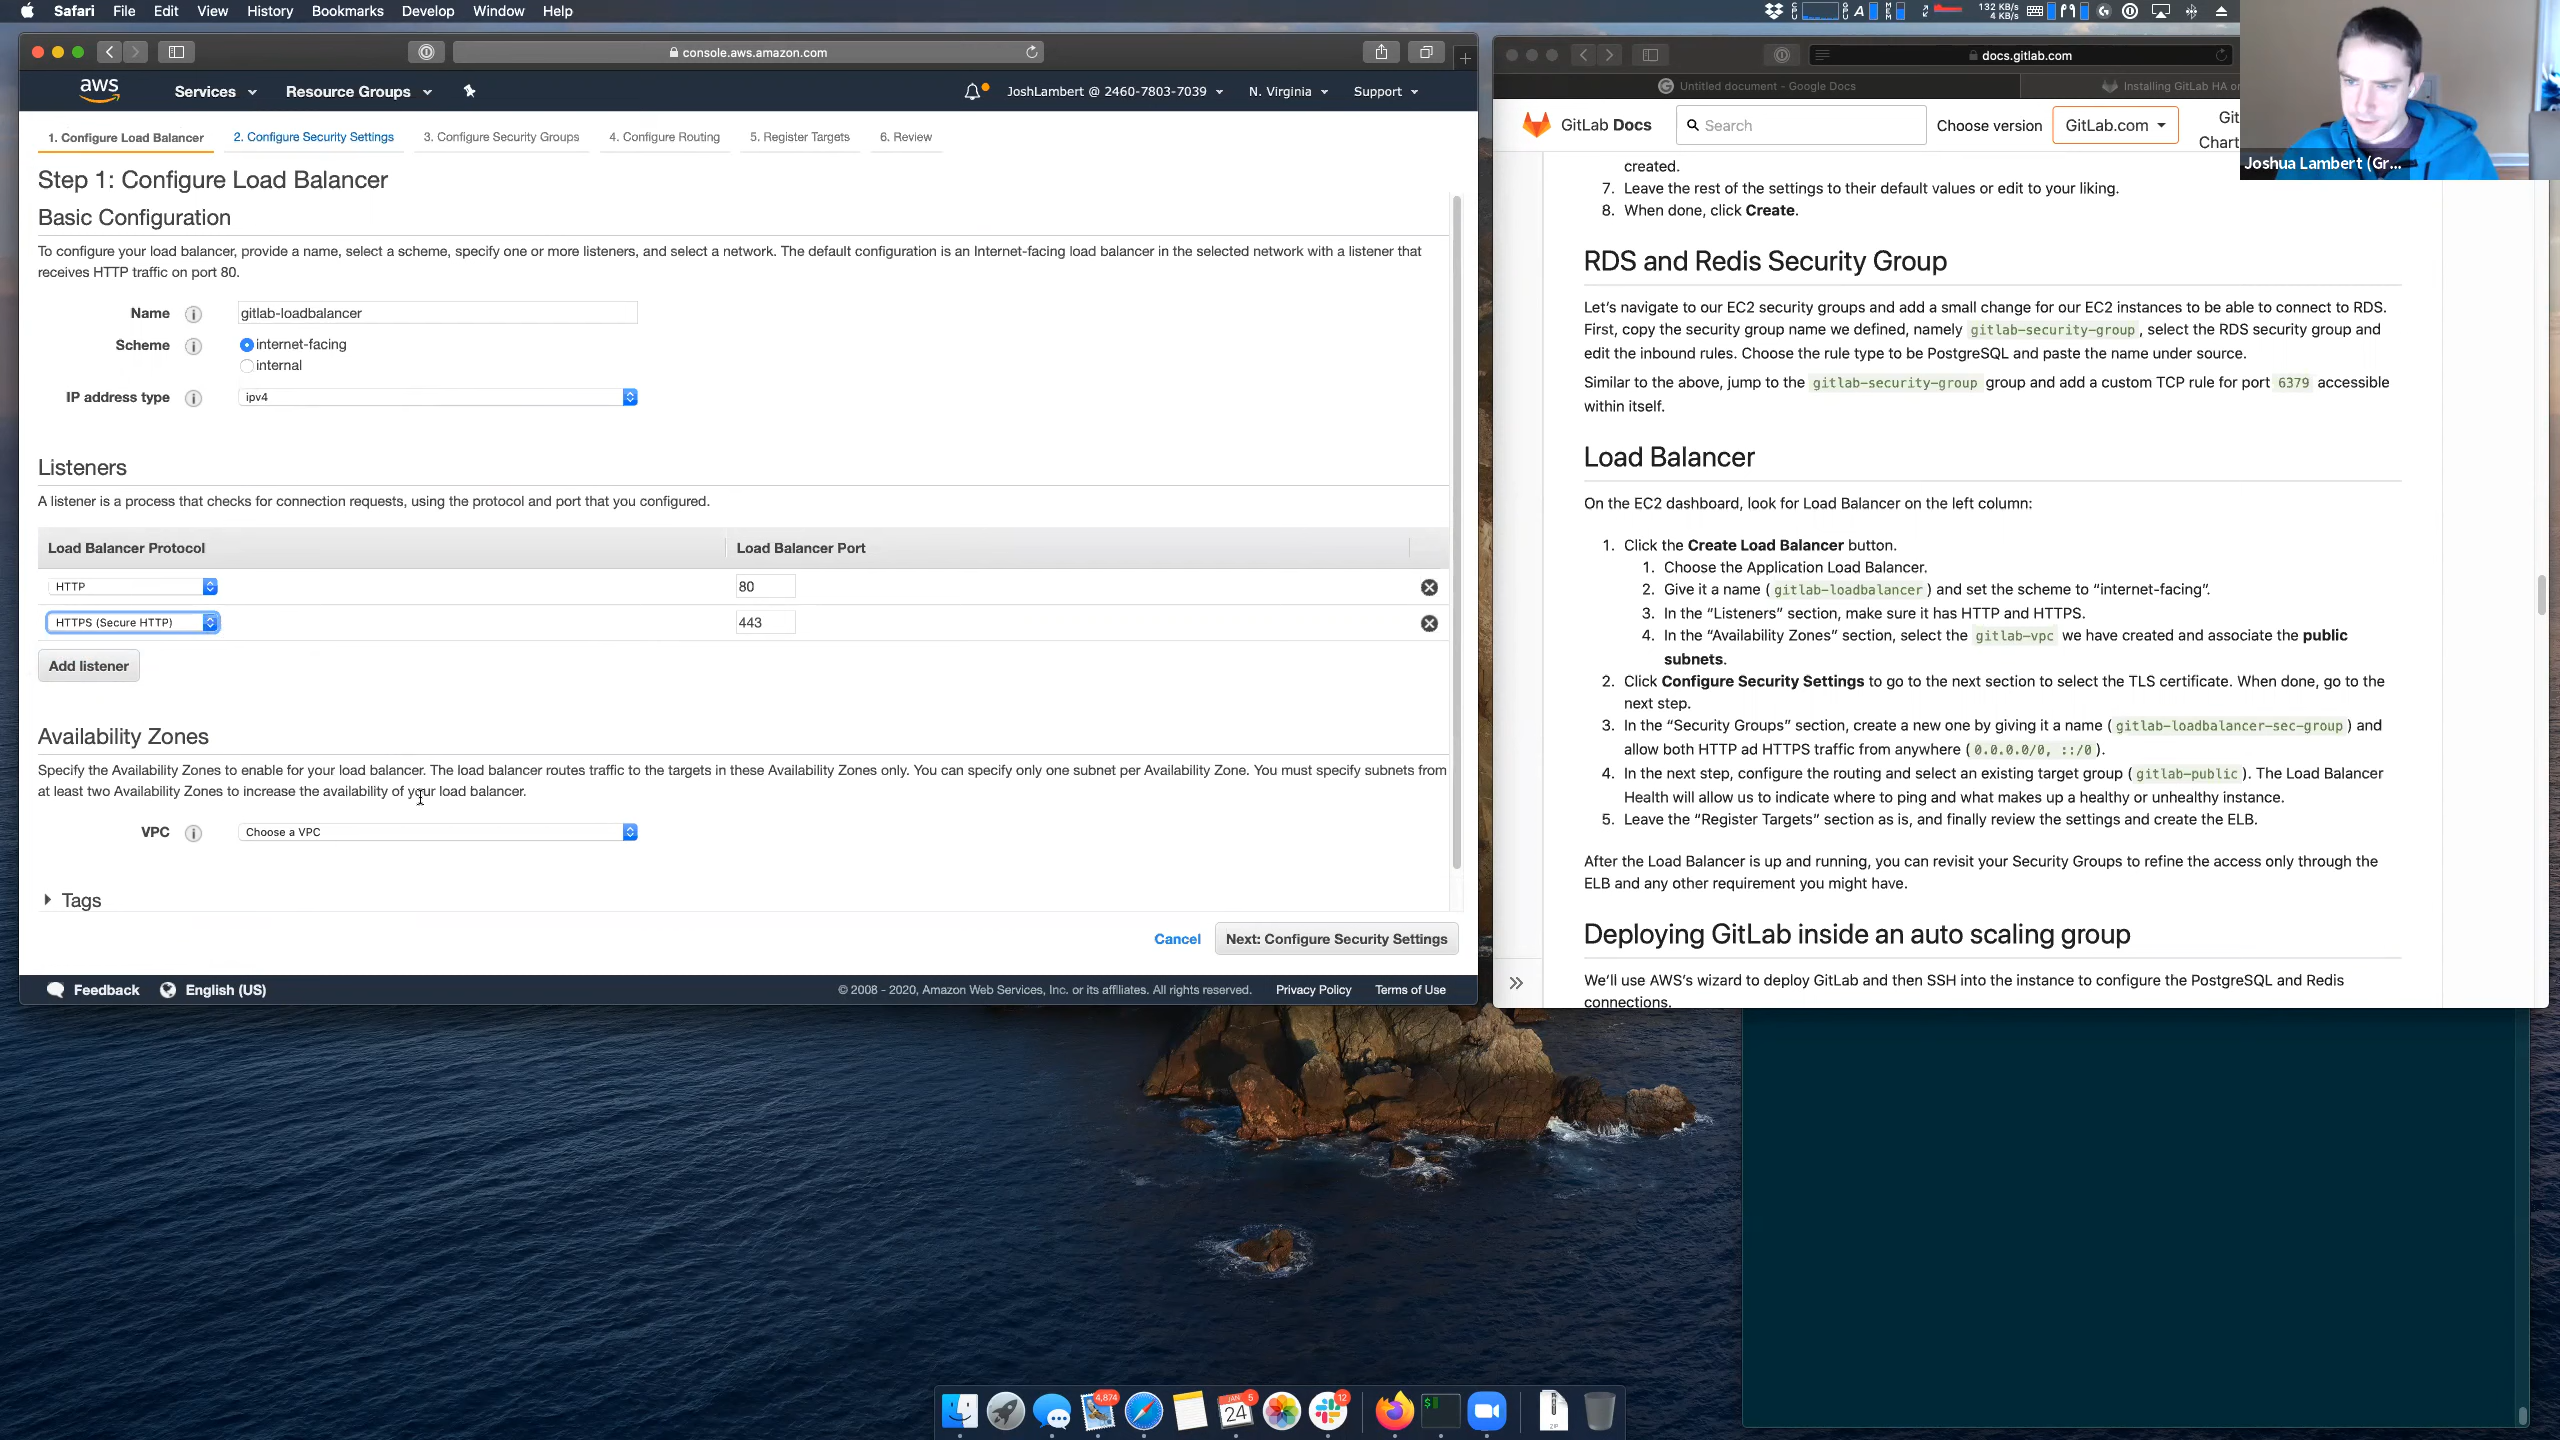 Safari File Edit View History Bookmarks Develop Window Help
132 KB/s
4 KB/s
console.aws.amazon.com
aws Services Resource Groups JoshLambert @ 2460-7803-7039 N. Virginia Support
1. Configure Load Balancer 2. Configure Security Settings 3. Configure Security Groups 4. Configure Routing 5. Register Targets 6. Review
Step 1: Configure Load Balancer
Basic Configuration
To configure your load balancer, provide a name, select a scheme, specify one or more listeners, and select a network. The default configuration is an Internet-facing load balancer in the selected network with a listener that
receives HTTP traffic on port 80.
Name gitlab-loadbalancer
Scheme internet-facing
internal
IP address type ipv4
Listeners
A listener is a process that checks for connection requests, using the protocol and port that you configured.
Load Balancer Protocol Load Balancer Port
HTTP 80
HTTPS (Secure HTTP) 443
Add listener
Availability Zones
Specify the Availability Zones to enable for your load balancer. The load balancer routes traffic to the targets in these Availability Zones only. You can specify only one subnet per Availability Zone. You must specify subnets from
at least two Availability Zones to increase the availability of your load balancer.
VPC Choose a VPC
Tags
Cancel Next: Configure Security Settings
Feedback English (US) © 2008 - 2020, Amazon Web Services, Inc. or its affiliates. All rights reserved. Privacy Policy Terms of Use
docs.gitlab.com
Untitled document - Google Docs Installing GitLab HA on
GitLab Docs Search Choose version GitLab.com Git
Chart
Joshua Lambert (Gr...
created.
7. Leave the rest of the settings to their default values or edit to your liking.
8. When done, click Create.
RDS and Redis Security Group
Let's navigate to our EC2 security groups and add a small change for our EC2 instances to be able to connect to RDS.
First, copy the security group name we defined, namely gitlab-security-group, select the RDS security group and
edit the inbound rules. Choose the rule type to be PostgreSQL and paste the name under source.
Similar to the above, jump to the gitlab-security-group group and add a custom TCP rule for port 6379 accessible
within itself.
Load Balancer
On the EC2 dashboard, look for Load Balancer on the left column:
1. Click the Create Load Balancer button.
1. Choose the Application Load Balancer.
2. Give it a name (gitlab-loadbalancer) and set the scheme to “internet-facing”.
3. In the “Listeners” section, make sure it has HTTP and HTTPS.
4. In the “Availability Zones” section, select the gitlab-vpc we have created and associate the public
subnets.
2. Click Configure Security Settings to go to the next section to select the TLS certificate. When done, go to the
next step.
3. In the “Security Groups” section, create a new one by giving it a name (gitlab-loadbalancer-sec-group) and
allow both HTTP ad HTTPS traffic from anywhere (0.0.0.0/0, ::/0).
4. In the next step, configure the routing and select an existing target group (gitlab-public). The Load Balancer
Health will allow us to indicate where to ping and what makes up a healthy or unhealthy instance.
5. Leave the “Register Targets” section as is, and finally review the settings and create the ELB.
After the Load Balancer is up and running, you can revisit your Security Groups to refine the access only through the
ELB and any other requirement you might have.
Deploying GitLab inside an auto scaling group
We'll use AWS's wizard to deploy GitLab and then SSH into the instance to configure the PostgreSQL and Redis
connections.
4,874 JAN 5 24 12 ZIP